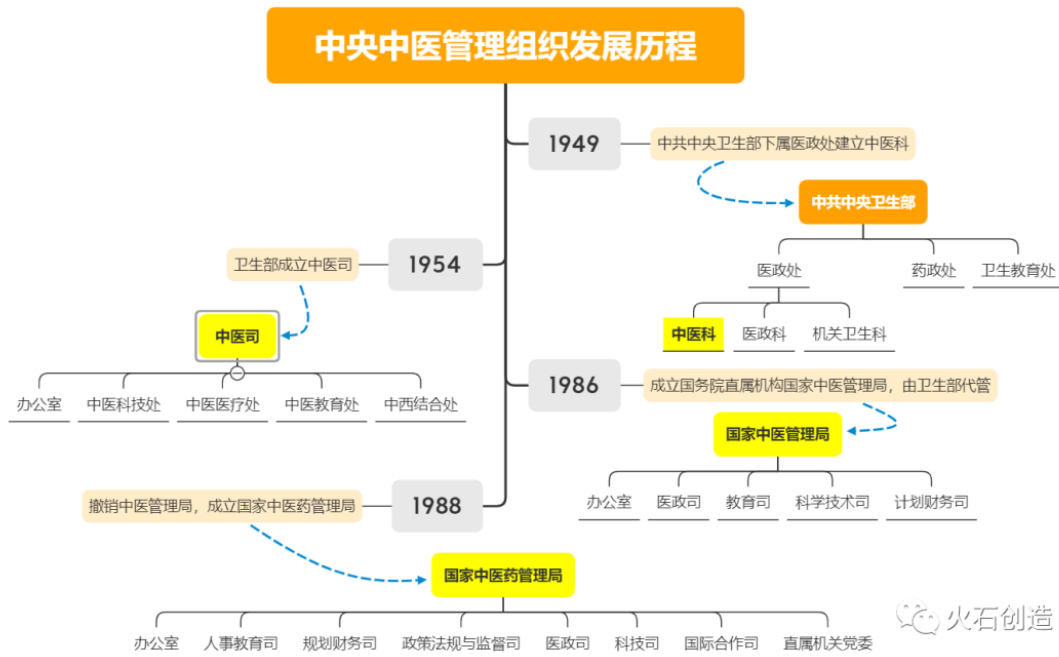 中央中医管理组织发展历程
1949
中共中央卫生部下属医政处建立中医科
中共中央卫生部
医政处
药政处
卫生教育处
中医科
医政科
机关卫生科
1954
卫生部成立中医司
中医司
办公室
中医科技处
中医医疗处
中医教育处
中西结合处
1986
成立国务院直属机构国家中医管理局，由卫生部代管
国家中医管理局
办公室
医政司
教育司
科学技术司
计划财务司
1988
撤销中医管理局，成立国家中医药管理局
国家中医药管理局
办公室
人事教育司
规划财务司
政策法规与监督司
医政司
科技司
国际合作司
直属机关党委
火石创造